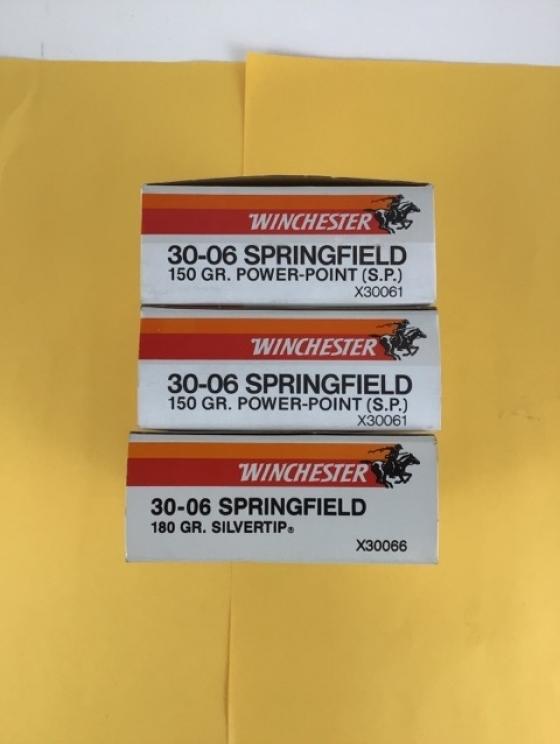 WINCHESTER
30-06 SPRINGFIELD
150 GR. POWER-POINT (S.P.)
X30061
WINCHESTER
30-06 SPRINGFIELD
150 GR. POWER-POINT (S.P.)
X30061
WINCHESTER
30-06 SPRINGFIELD
180 GR. SILVERTIP®
X30066